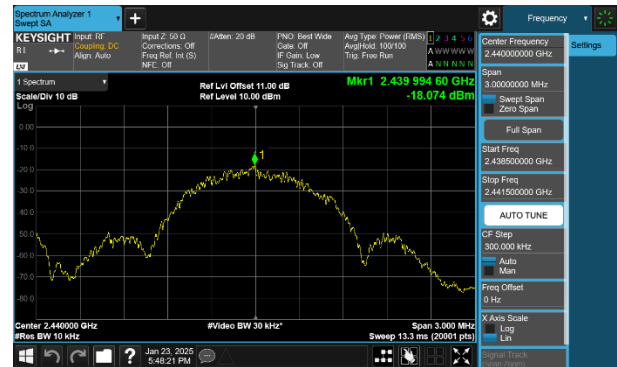 Spectrum Analyzer 1
Swept SA
Frequency
KEYSIGHT
Input: RF
Coupling: DC
Align: Auto
Input Z: 50 Ω
Corrections: Off
Freq Ref: Int (S)
NFE: Off
#Atten: 20 dB
PNO: Best Wide
Gate: Off
IF Gain: Low
Sig Track: Off
Avg Type: Power (RMS)
Avg|Hold: 100/100
Trig: Free Run
1 2 3 4 5 6
A W W W W W
A N N N N N
1 Spectrum
Scale/Div 10 dB
Log
Ref Lvl Offset 11.00 dB
Ref Level 10.00 dBm
Mkr1 2.439 994 60 GHz
-18.074 dBm
1
0.00
-10.0
-20.0
-30.0
-40.0
-50.0
-60.0
-70.0
-80.0
Center 2.440000 GHz
#Res BW 10 kHz
#Video BW 30 kHz*
Span 3.000 MHz
Sweep 13.3 ms (20001 pts)
?
Jan 23, 2025
5:48:21 PM
Center Frequency
2.440000000 GHz
Settings
Span
3.00000000 MHz
Swept Span
Zero Span
Full Span
Start Freq
2.438500000 GHz
Stop Freq
2.441500000 GHz
AUTO TUNE
CF Step
300.000 kHz
Auto
Man
Freq Offset
0 Hz
X Axis Scale
Log
Lin
Signal Track
(Span Zoom)